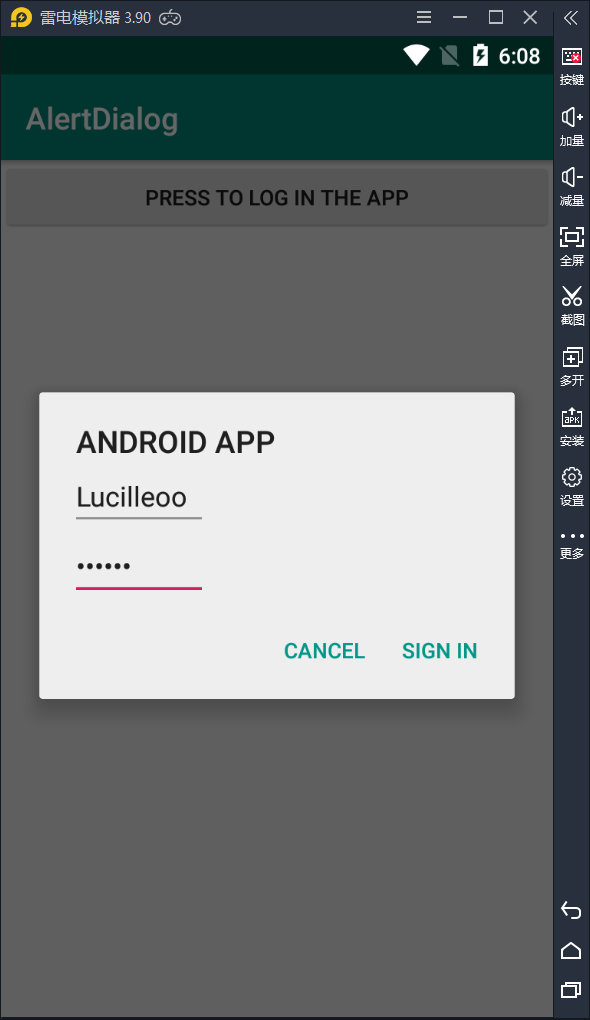 雷电模拟器 3.90
6:08
AlertDialog
PRESS TO LOG IN THE APP
ANDROID APP
Lucilleoo
••••••
CANCEL SIGN IN
按键
加量
减量
全屏
截图
多开
APK
安装
设置
更多